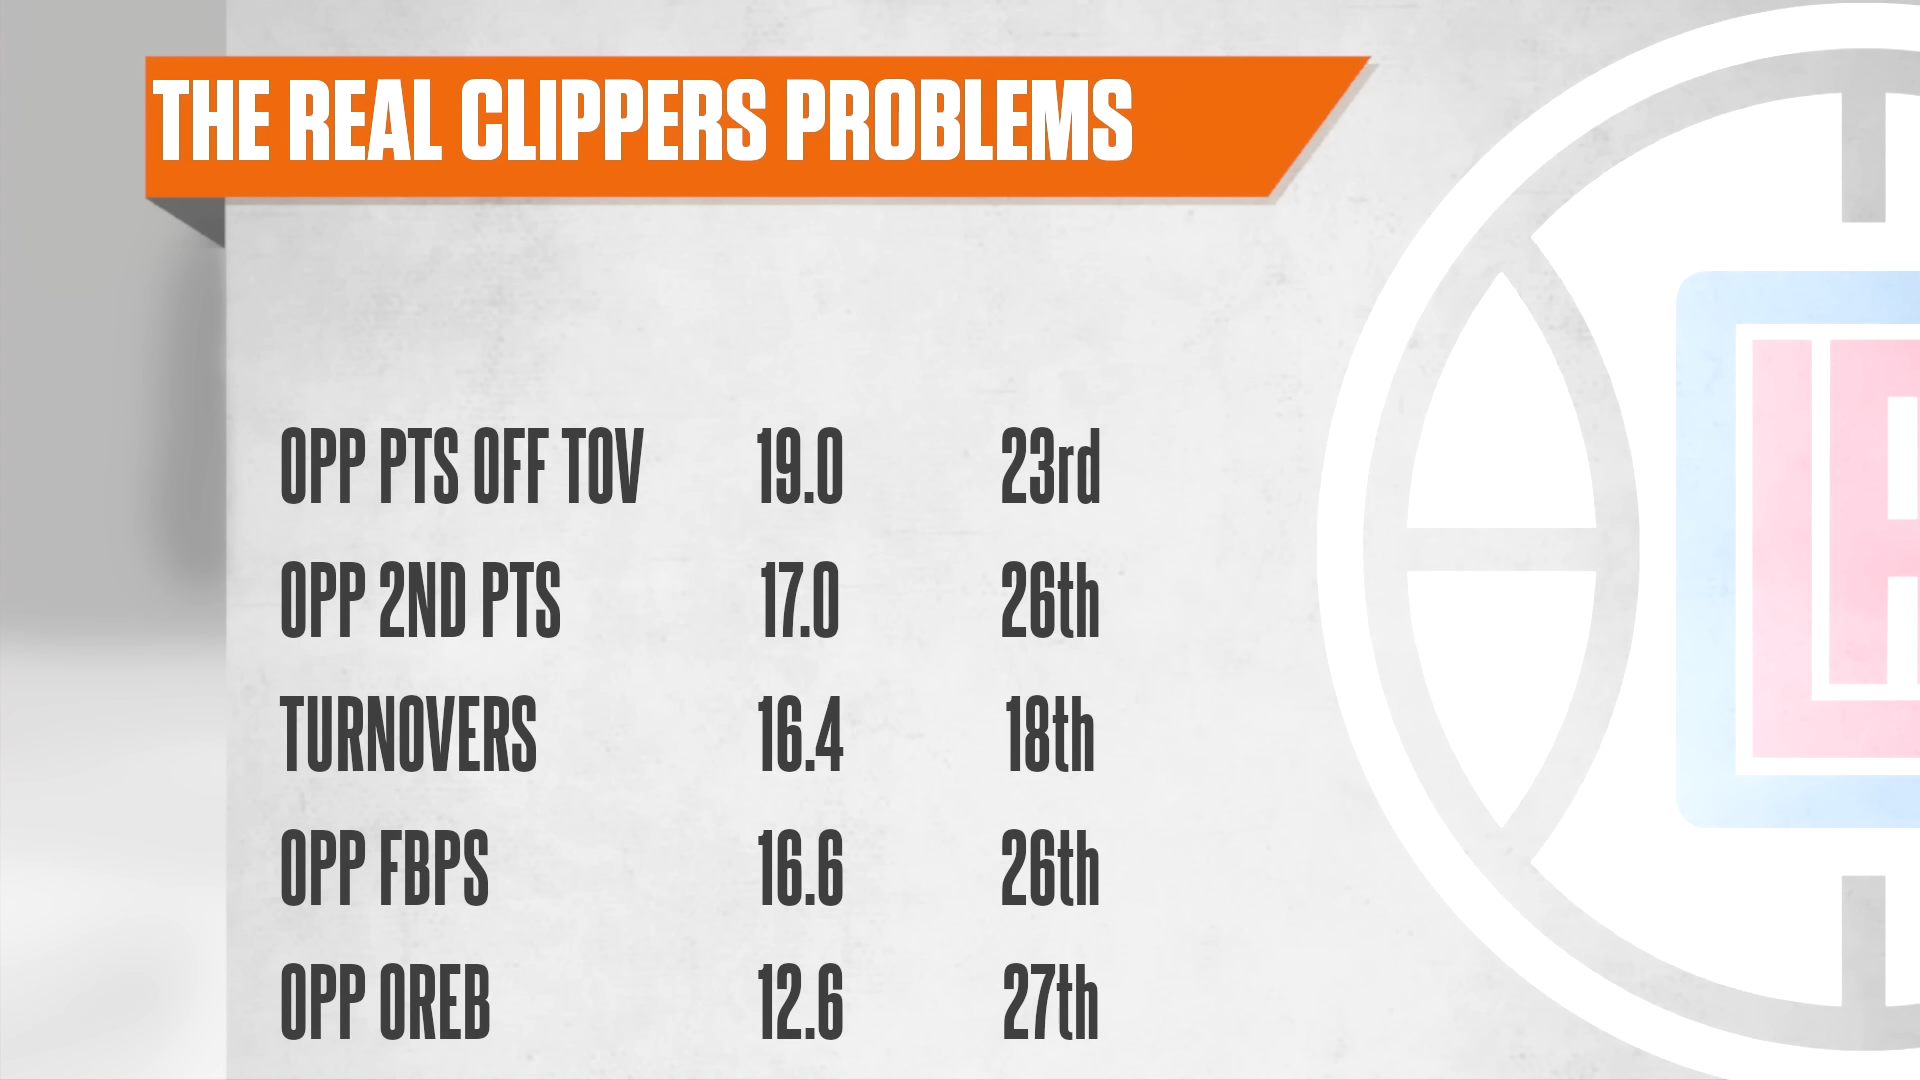 THE REAL CLIPPERS PROBLEMS
OPP PTS OFF TOV 19.0 23rd
OPP 2ND PTS 17.0 26th
TURNOVERS 16.4 18th
OPP FBPS 16.6 26th
OPP OREB 12.6 27th